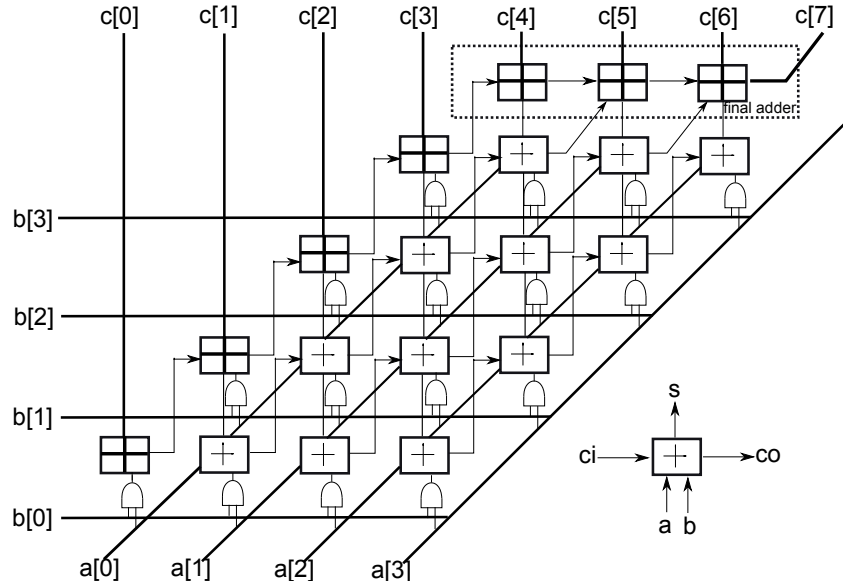 c[0] c[1] c[2] c[3] c[4] c[5] c[6] c[7]
final adder
b[3]
b[2]
b[1]
s
ci co
b[0]
a b
a[0] a[1] a[2] a[3]